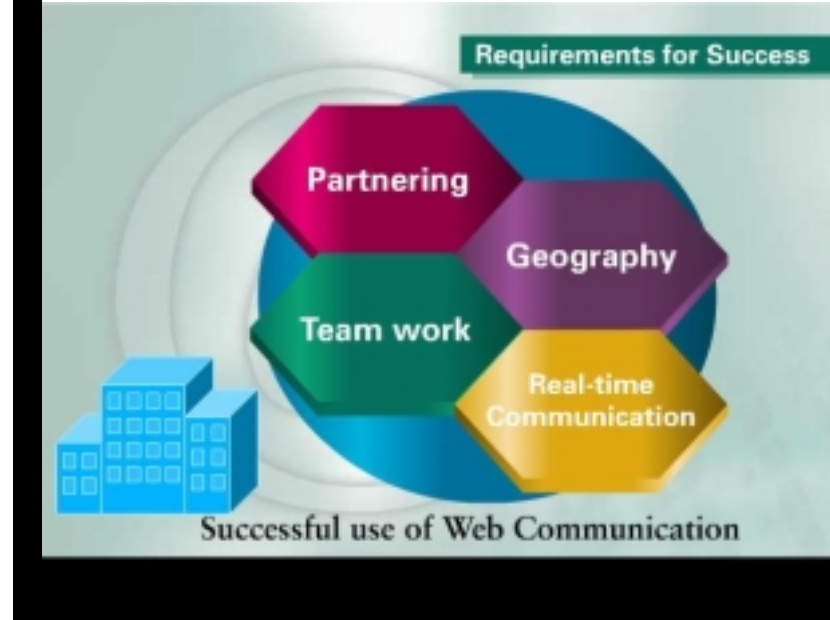 Requirements for Success
Partnering
Geography
Team work
Real-time
Communication
Successful use of Web Communication